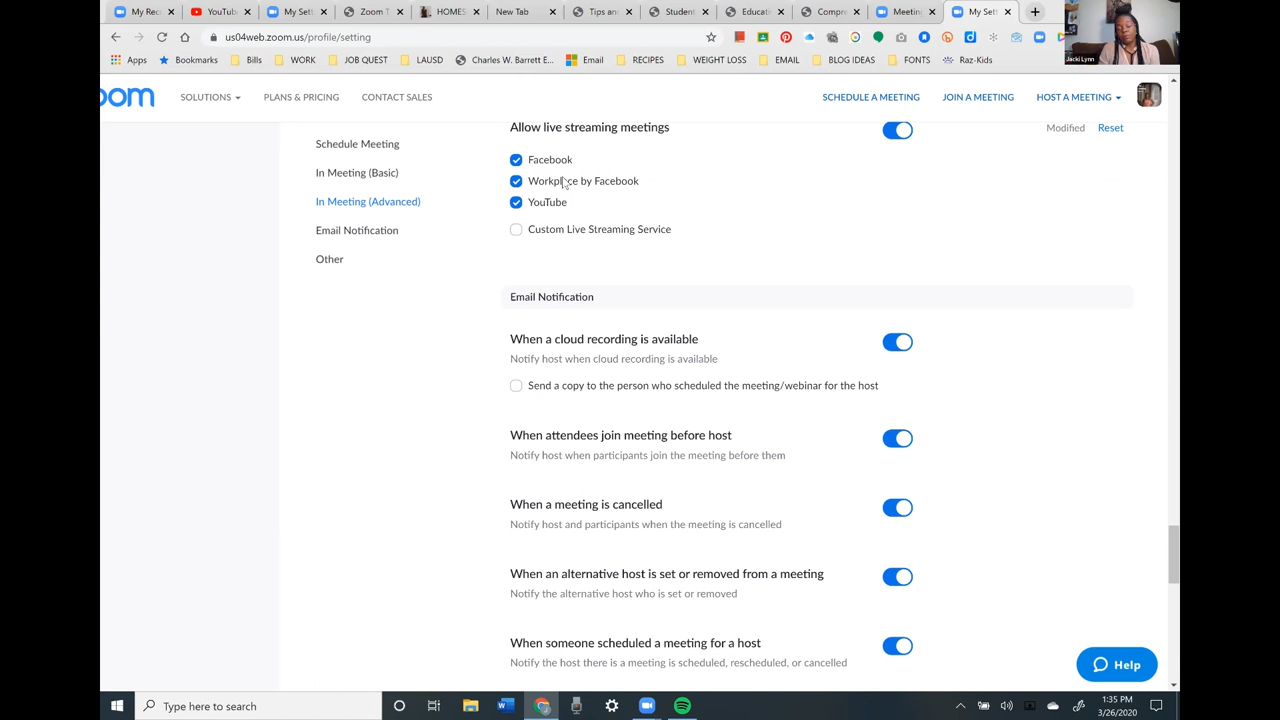 My Rec
YouTub
My Sett
Zoom T
HOMES
New Tab
Tips an
Student
Educati
Compre
Meetin
My Sett
us04web.zoom.us/profile/setting
Apps
Bookmarks
Bills
WORK
JOB QUEST
LAUSD
Charles W. Barrett E...
Email
RECIPES
WEIGHT LOSS
EMAIL
BLOG IDEAS
FONTS
Raz-Kids
Jacki Lynn
oom
SOLUTIONS
PLANS & PRICING
CONTACT SALES
SCHEDULE A MEETING
JOIN A MEETING
HOST A MEETING
Schedule Meeting
In Meeting (Basic)
In Meeting (Advanced)
Email Notification
Other
Allow live streaming meetings
Modified
Reset
Facebook
Workplace by Facebook
YouTube
Custom Live Streaming Service
Email Notification
When a cloud recording is available
Notify host when cloud recording is available
Send a copy to the person who scheduled the meeting/webinar for the host
When attendees join meeting before host
Notify host when participants join the meeting before them
When a meeting is cancelled
Notify host and participants when the meeting is cancelled
When an alternative host is set or removed from a meeting
Notify the alternative host who is set or removed
When someone scheduled a meeting for a host
Notify the host there is a meeting is scheduled, rescheduled, or cancelled
Help
Type here to search
1:35 PM
3/26/2020